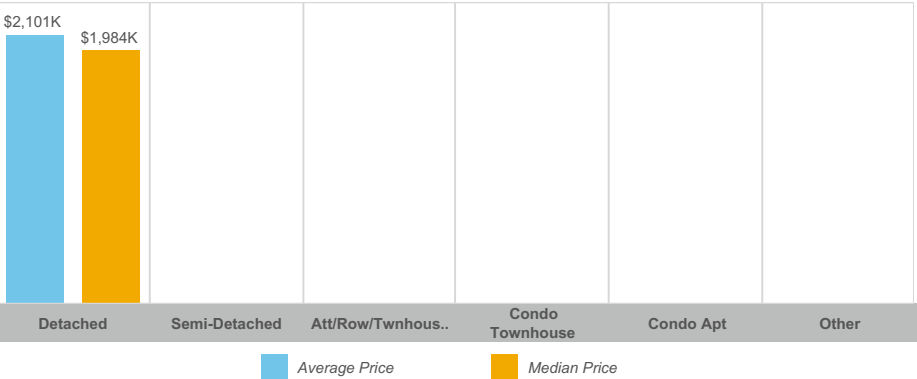 $2,101K
$1,984K
Detached
Semi-Detached
Att/Row/Twnhous..
Condo
Townhouse
Condo Apt
Other
Average Price
Median Price